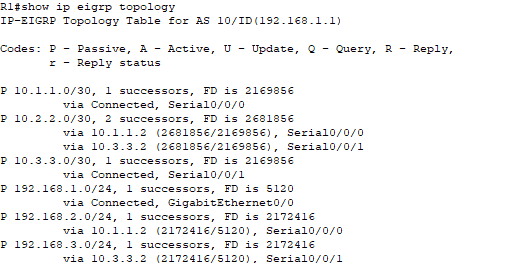 R1#show ip eigrp topology
IP-EIGRP Topology Table for AS 10/ID(192.168.1.1)
Codes: P - Passive, A - Active, U - Update, Q - Query, R - Reply,
r - Reply status
P 10.1.1.0/30, 1 successors, FD is 2169856
via Connected, Serial0/0/0
P 10.2.2.0/30, 2 successors, FD is 2681856
via 10.1.1.2 (2681856/2169856), Serial0/0/0
via 10.3.3.2 (2681856/2169856), Serial0/0/1
P 10.3.3.0/30, 1 successors, FD is 2169856
via Connected, Serial0/0/1
P 192.168.1.0/24, 1 successors, FD is 5120
via Connected, GigabitEthernet0/0
P 192.168.2.0/24, 1 successors, FD is 2172416
via 10.1.1.2 (2172416/5120), Serial0/0/0
P 192.168.3.0/24, 1 successors, FD is 2172416
via 10.3.3.2 (2172416/5120), Serial0/0/1